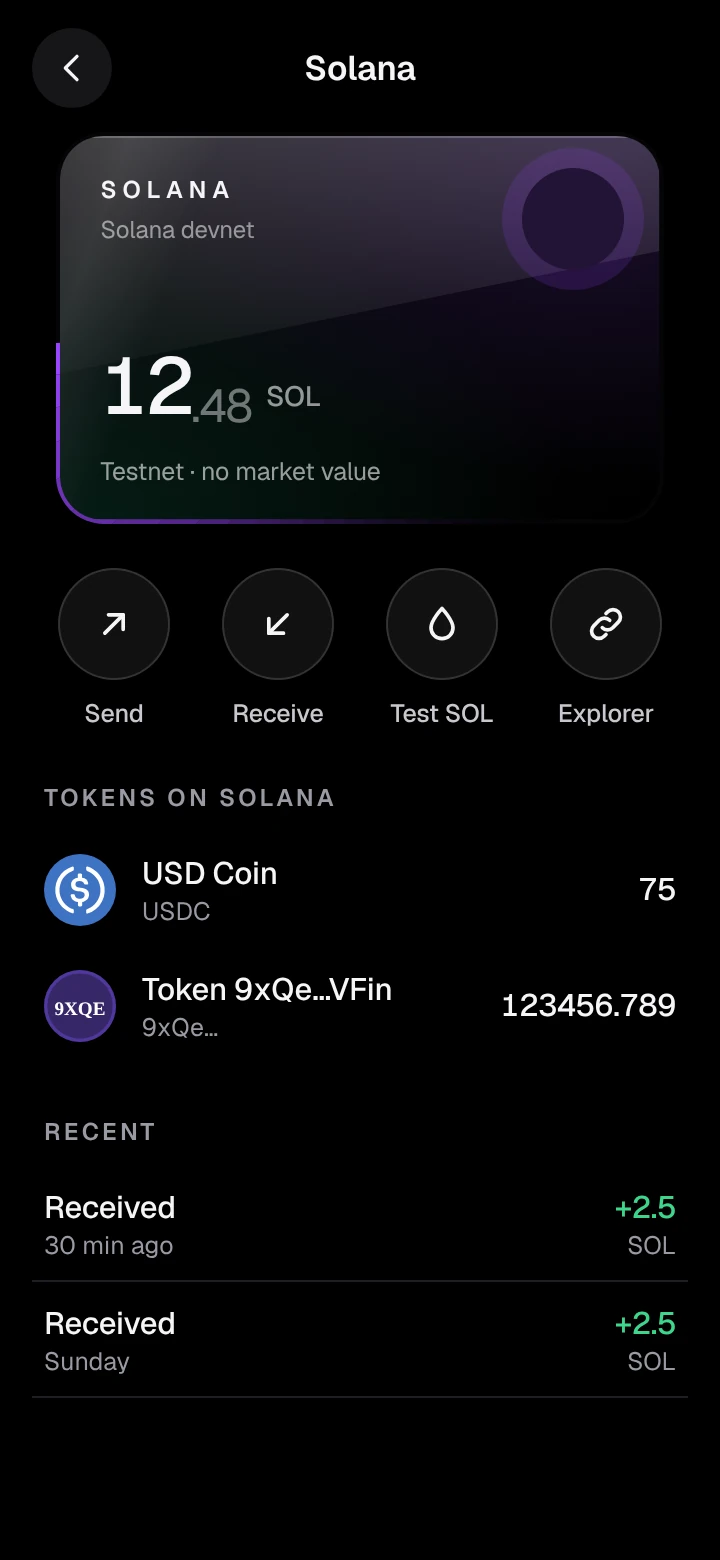 Solana
SOLANA
Solana devnet
12.48 SOL
Testnet · no market value
Send
Receive
Test SOL
Explorer
TOKENS ON SOLANA
USD Coin
75
USDC
Token 9xQe…VFin
123456.789
9XQE
9xQe…
RECENT
Received
+2.5
30 min ago
SOL
Received
+2.5
Sunday
SOL